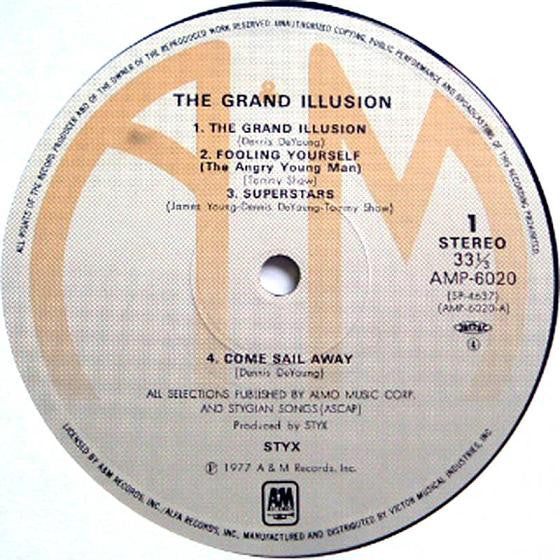 ALL RIGHTS OF THE RECORD PRODUCER AND OF THE OWNER OF THE REPRODUCED WORK RESERVED. UNAUTHORIZED COPYING, PUBLIC PERFORMANCE AND BROADCASTING OF THIS RECORD PROHIBITED.
THE GRAND ILLUSION
1. THE GRAND ILLUSION
(Dennis DeYoung)
2. FOOLING YOURSELF
(The Angry Young Man)
(Tommy Shaw)
3. SUPERSTARS
(James Young-Dennis DeYoung-Tommy Shaw)
1
STEREO
33⅓
AMP-6020
(SP-4637)
(AMP-6020-A)
JASRAC
4. COME SAIL AWAY
(Dennis DeYoung)
ALL SELECTIONS PUBLISHED BY ALMO MUSIC CORP.
AND STYGIAN SONGS(ASCAP)
Produced by STYX
STYX
Ⓟ 1977 A & M Records, Inc.
A&M
RECORDS
LICENSED BY A&M RECORDS, INC./ALFA RECORDS, INC., MANUFACTURED AND DISTRIBUTED BY VICTOR MUSICAL INDUSTRIES, INC.